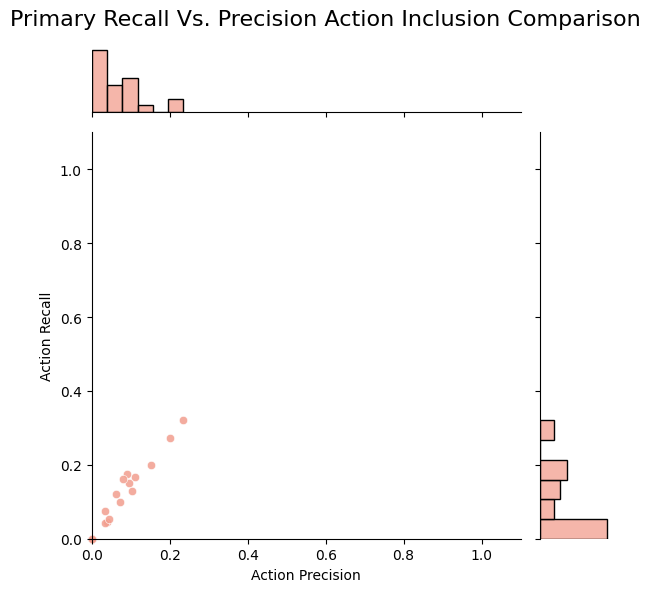 Primary Recall Vs. Precision Action Inclusion Comparison
1.0
0.8
0.6
0.4
0.2
0.0
Action Recall
0.0 0.2 0.4 0.6 0.8 1.0
Action Precision